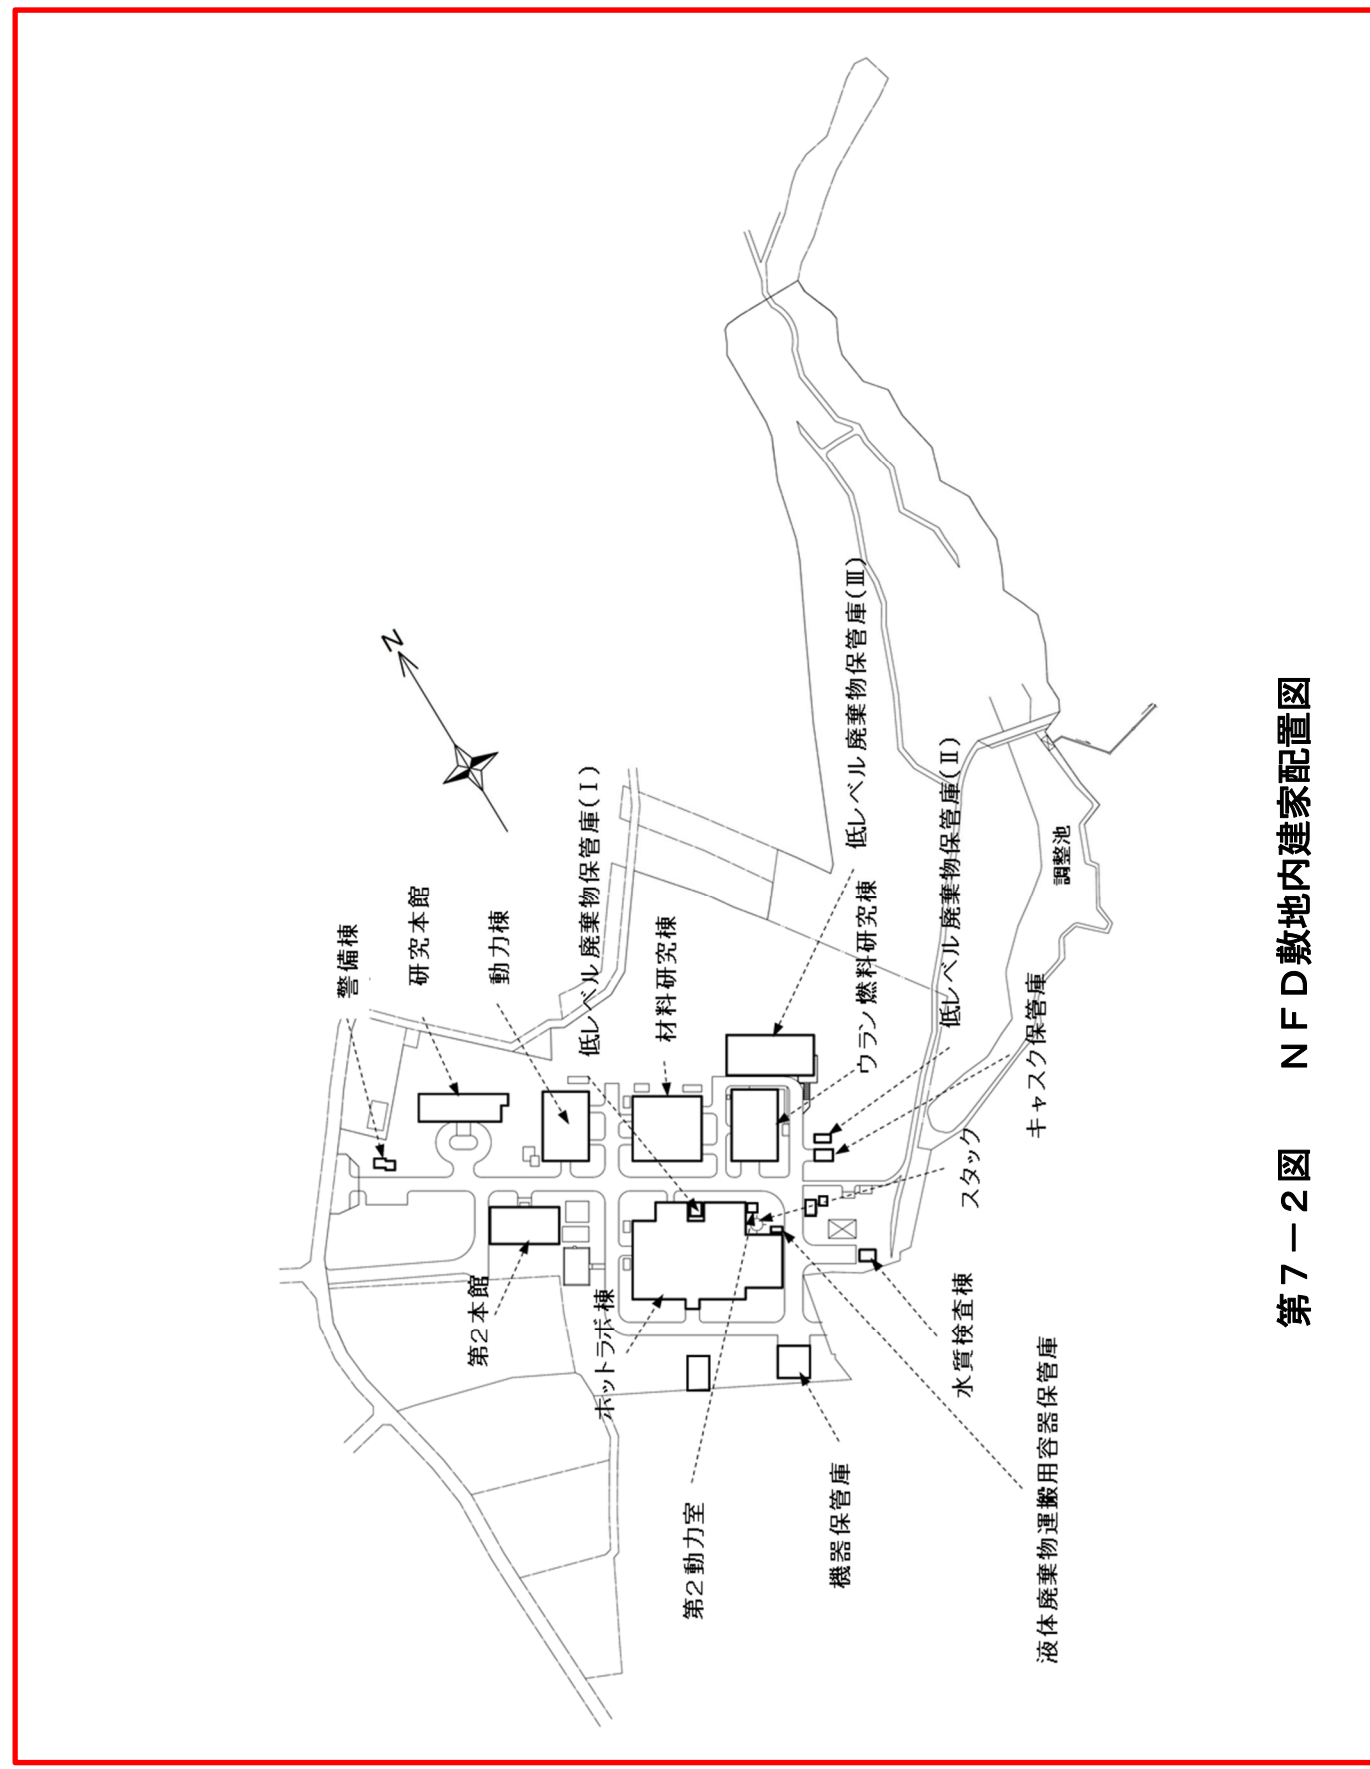 N
警備棟
研究本館
動力棟
低レベル廃棄物保管庫(Ⅰ)
材料研究棟
低レベル廃棄物保管庫(Ⅲ)
ウラン燃料研究棟
低レベル廃棄物保管庫(Ⅱ)
キャスク保管庫
調整池
スタック
第2本館
ホットラボ棟
第2動力室
機器保管庫
水質検査棟
液体廃棄物運搬用容器保管庫
第７－２図　ＮＦＤ敷地内建家配置図